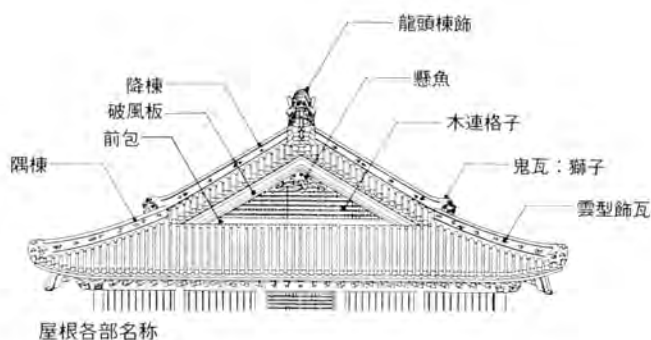 龍頭棟飾
懸魚
降棟
破風板
木連格子
前包
隅棟
鬼瓦：獅子
雲型飾瓦
屋根各部名称